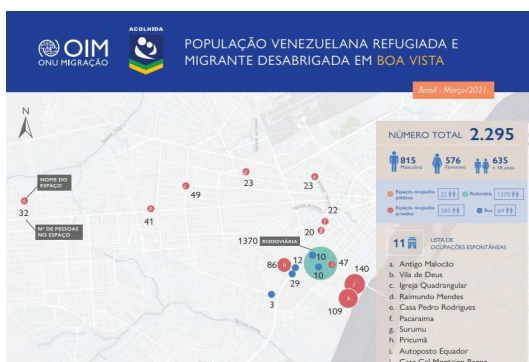 OIM
ONU MIGRAÇÃO
ACOLHIDA
POPULAÇÃO VENEZUELANA REFUGIADA E
MIGRANTE DESABRIGADA EM BOA VISTA
Brasil - Março/2021
N
NÚMERO TOTAL 2.295
815
Masculino
576
Feminino
635
< 18 anos
Espaços ocupados
públicos
32
Rodoviária
1370
Espaços ocupados
privados
Rua
64
11
LISTA DE
OCUPAÇÕES ESPONTÂNEAS
a. Antigo Malocão
b. Vila de Deus
c. Igreja Quadrangular
d. Raimundo Mendes
e. Casa Pedro Rodrigues
f. Pacaraima
g. Surumu
h. Pricumã
i. Autoposto Equador
NOME DO
ESPAÇO
32
Nº DE PESSOAS
NO ESPAÇO
41
49
23
23
22
20
1370
RODOVIÁRIA
86
h
12
29
10
10
47
140
j
109
k
3